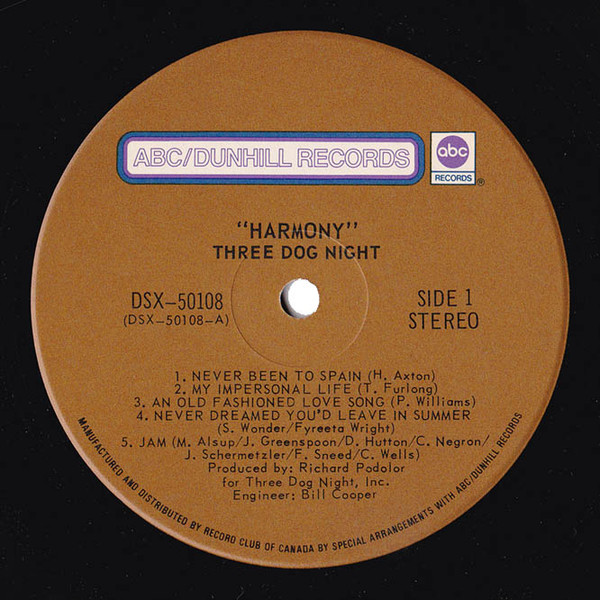 ABC/DUNHILL RECORDS
abc
RECORDS ®
"HARMONY"
THREE DOG NIGHT
DSX-50108
(DSX-50108-A)
SIDE 1
STEREO
1. NEVER BEEN TO SPAIN (H. Axton)
2. MY IMPERSONAL LIFE (T. Furlong)
3. AN OLD FASHIONED LOVE SONG (P. Williams)
4. NEVER DREAMED YOU'D LEAVE IN SUMMER
(S. Wonder/Fyreeta Wright)
5. JAM (M. Alsup/J. Greenspoon/D. Hutton/C. Negron/
J. Schermetzler/F. Sneed/C. Wells)
Produced by: Richard Podolor
for Three Dog Night, Inc.
Engineer: Bill Cooper
MANUFACTURED AND DISTRIBUTED BY RECORD CLUB OF CANADA BY SPECIAL ARRANGEMENTS WITH ABC/DUNHILL RECORDS